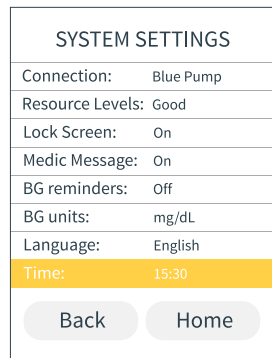 SYSTEM SETTINGS
Connection: Blue Pump
Resource Levels: Good
Lock Screen: On
Medic Message: On
BG reminders: Off
BG units: mg/dL
Language: English
Time: 15:30
Back Home